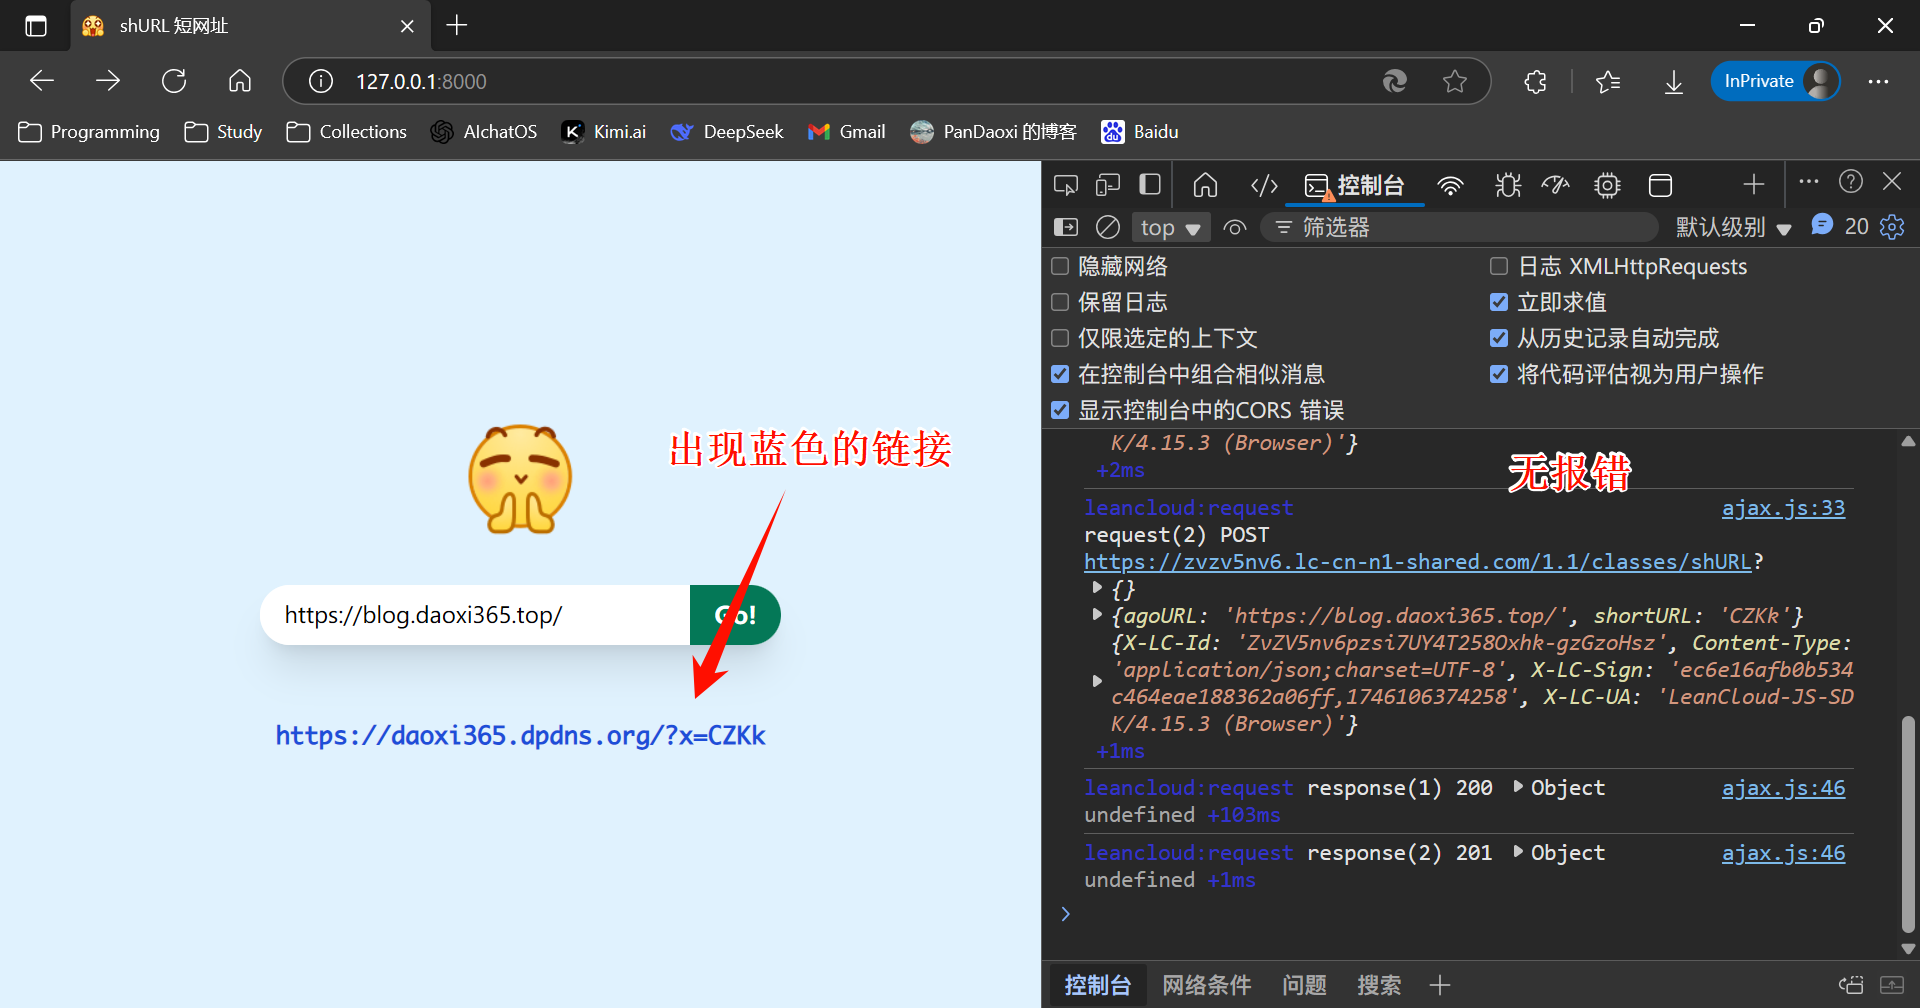 shURL 短网址
127.0.0.1:8000
InPrivate
Programming
Study
Collections
AIchatOS
Kimi.ai
DeepSeek
Gmail
PanDaoxi 的博客
du
Baidu
出现蓝色的链接
https://blog.daoxi365.top/
Go!
https://daoxi365.dpdns.org/?x=CZKk
控制台
top
筛选器
默认级别
20
隐藏网络
日志 XMLHttpRequests
保留日志
立即求值
仅限选定的上下文
从历史记录自动完成
在控制台中组合相似消息
将代码评估视为用户操作
显示控制台中的CORS 错误
K/4.15.3 (Browser)'}
+2ms
无报错
leancloud:request
ajax.js:33
request(2) POST
https://zvzv5nv6.lc-cn-n1-shared.com/1.1/classes/shURL?
{}
{agoURL: 'https://blog.daoxi365.top/', shortURL: 'CZKk'}
{X-LC-Id: 'ZvZV5nv6pzsi7UY4T258Oxhk-gzGzoHsz', Content-Type:
'application/json;charset=UTF-8', X-LC-Sign: 'ec6e16afb0b534
c464eae188362a06ff,1746106374258', X-LC-UA: 'LeanCloud-JS-SD
K/4.15.3 (Browser)'}
+1ms
leancloud:request response(1) 200 Object
ajax.js:46
undefined +103ms
leancloud:request response(2) 201 Object
ajax.js:46
undefined +1ms
控制台
网络条件
问题
搜索